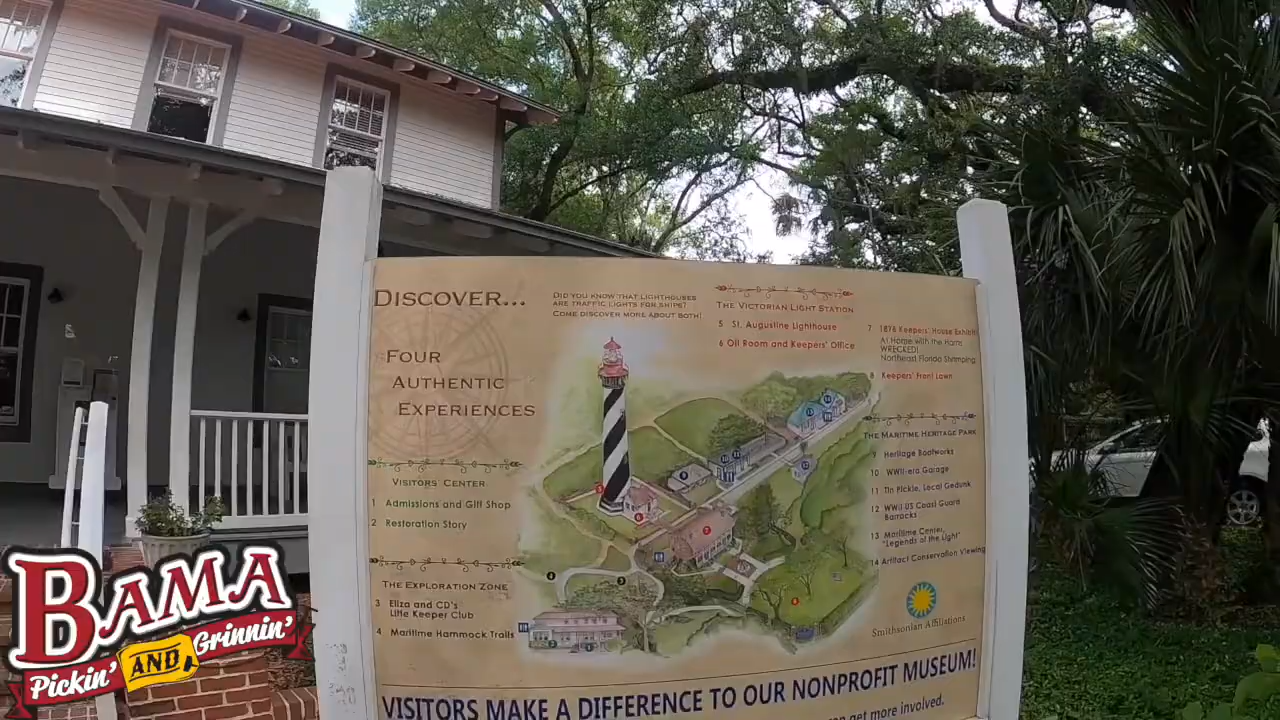 DISCOVER...
FOUR
AUTHENTIC
EXPERIENCES
DID YOU KNOW THAT LIGHTHOUSES
ARE TRAFFIC LIGHTS FOR SHIPS?
COME DISCOVER MORE ABOUT BOTH!
VISITORS CENTER
1 Admissions and Gift Shop
2 Restoration Story
THE EXPLORATION ZONE
3 Eliza and CD's
Little Keeper Club
4 Maritime Hammock Trails
THE VICTORIAN LIGHT STATION
5 St. Augustine Lighthouse
6 Oil Room and Keepers' Office
7 1876 Keepers' House Exhibit
At Home with the Harns
WRECKED!
Northeast Florida Shrimping
8 Keepers' Front Lawn
THE MARITIME HERITAGE PARK
9 Heritage Boatworks
10 WWII-era Garage
11 Tin Pickle, Local Gedunk
12 WWII US Coast Guard
Barracks
13 Maritime Center,
"Legends of the Light"
14 Artifact Conservation Viewing
Smithsonian Affiliations
VISITORS MAKE A DIFFERENCE TO OUR NONPROFIT MUSEUM!
can get more involved.
BAMA
Pickin' AND Grinnin'